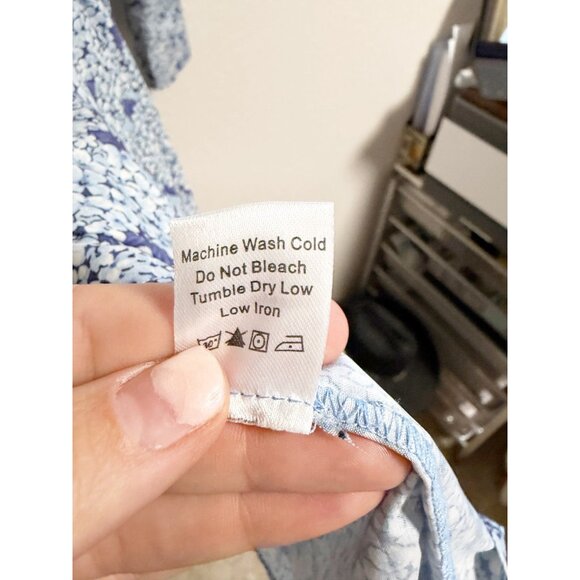 Machine Wash Cold
Do Not Bleach
Tumble Dry Low
Low Iron